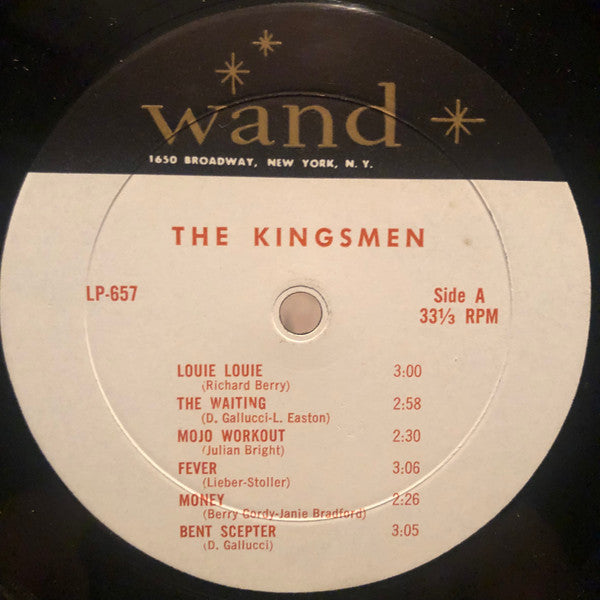 wand
1650 BROADWAY, NEW YORK, N. Y.
THE KINGSMEN
LP-657
Side A
33⅓ RPM
LOUIE LOUIE 3:00
(Richard Berry)
THE WAITING 2:58
(D. Gallucci-L. Easton)
MOJO WORKOUT 2:30
(Julian Bright)
FEVER 3:06
(Lieber-Stoller)
MONEY 2:26
(Berry Gordy-Janie Bradford)
BENT SCEPTER 3:05
(D. Gallucci)